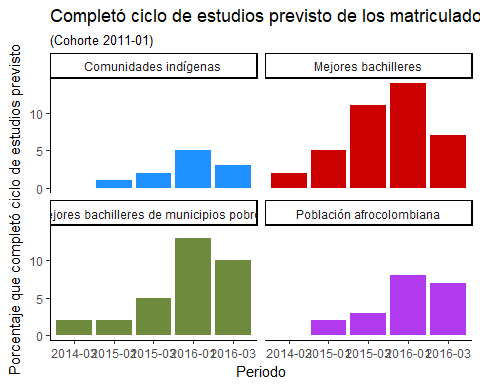 Completó ciclo de estudios previsto de los matriculado
(Cohorte 2011-01)
Porcentaje que completó ciclo de estudios previsto
Comunidades indígenas
Mejores bachilleres
10
5
0
ejores bachilleres de municipios pobre
Población afrocolombiana
10
5
0
2014-03 2015-01 2015-03 2016-01 2016-03
2014-03 2015-01 2015-03 2016-01 2016-03
Periodo